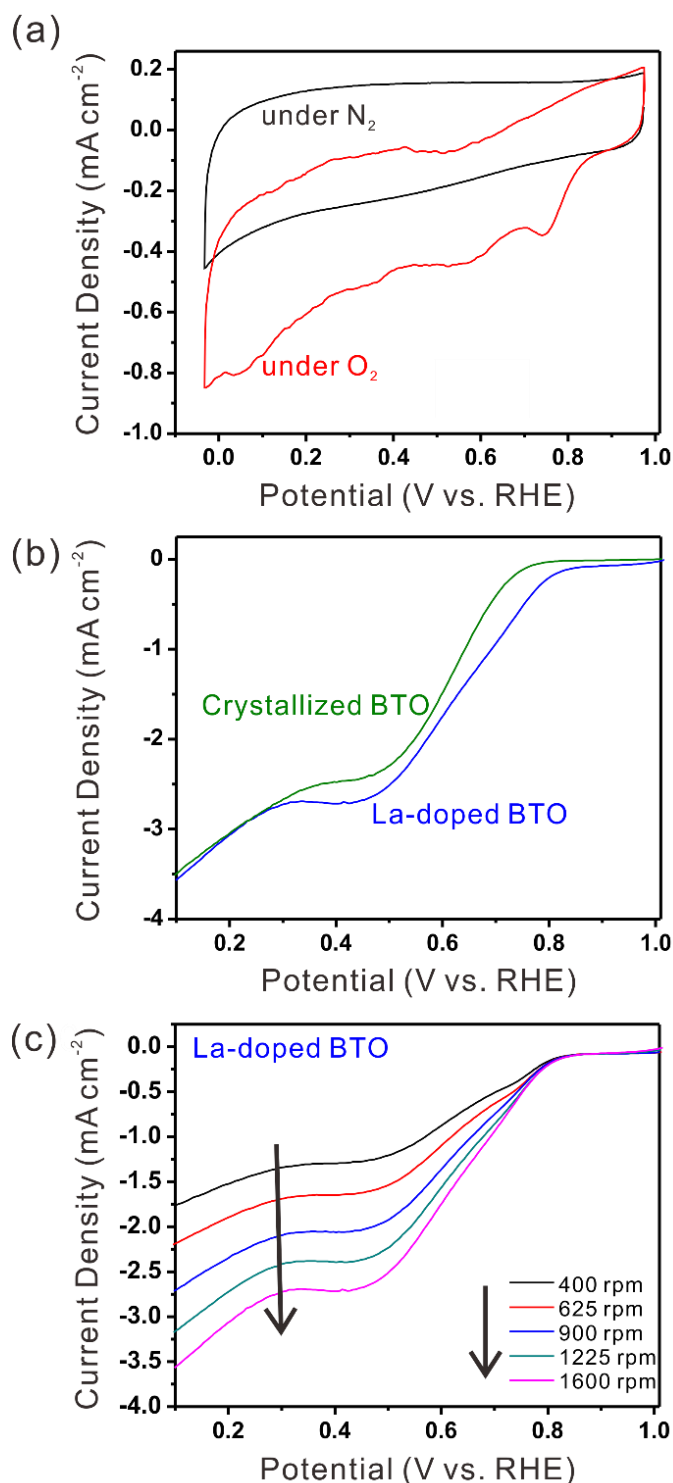 (a)
Current Density (mA cm⁻²)
0.2
0.0
-0.2
-0.4
-0.6
-0.8
-1.0
under N₂
under O₂
0.0 0.2 0.4 0.6 0.8 1.0
Potential (V vs. RHE)
(b)
Current Density (mA cm⁻²)
0
-1
-2
-3
-4
Crystallized BTO
La-doped BTO
0.2 0.4 0.6 0.8 1.0
Potential (V vs. RHE)
(c)
Current Density (mA cm⁻²)
0.0
-0.5
-1.0
-1.5
-2.0
-2.5
-3.0
-3.5
-4.0
La-doped BTO
400 rpm
625 rpm
900 rpm
1225 rpm
1600 rpm
0.2 0.4 0.6 0.8 1.0
Potential (V vs. RHE)